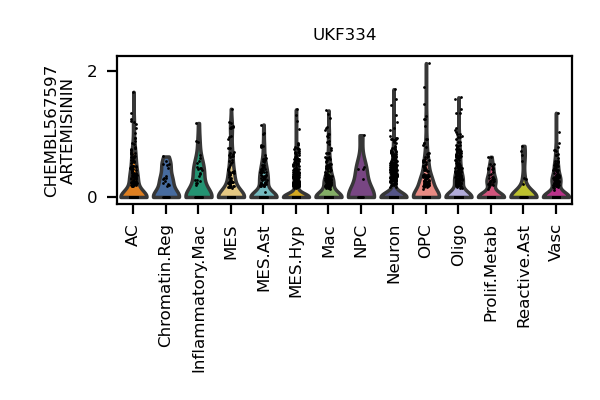 UKF334
CHEMBL567597
ARTEMISININ
2
0
AC
Chromatin.Reg
Inflammatory.Mac
MES
MES.Ast
MES.Hyp
Mac
NPC
Neuron
OPC
Oligo
Prolif.Metab
Reactive.Ast
Vasc